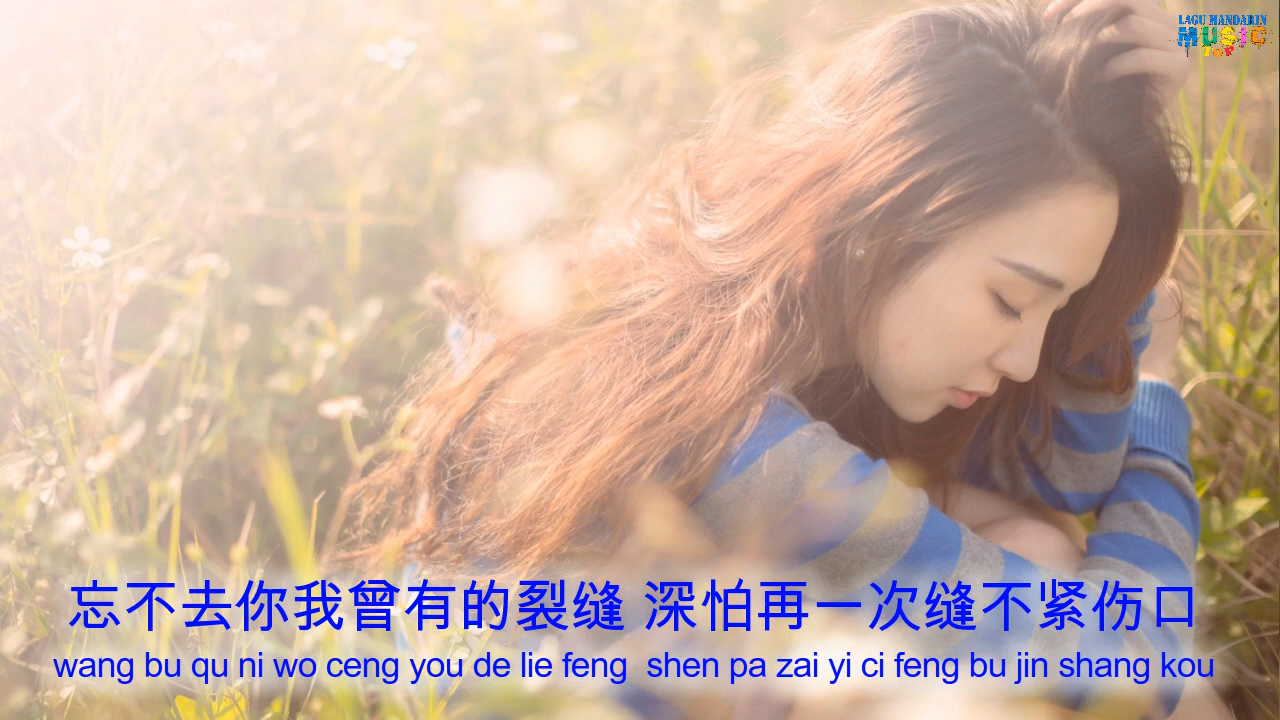 LAGU MANDARIN
MUSIC
TOP
忘不去你我曾有的裂缝 深怕再一次缝不紧伤口
wang bu qu ni wo ceng you de lie feng  shen pa zai yi ci feng bu jin shang kou